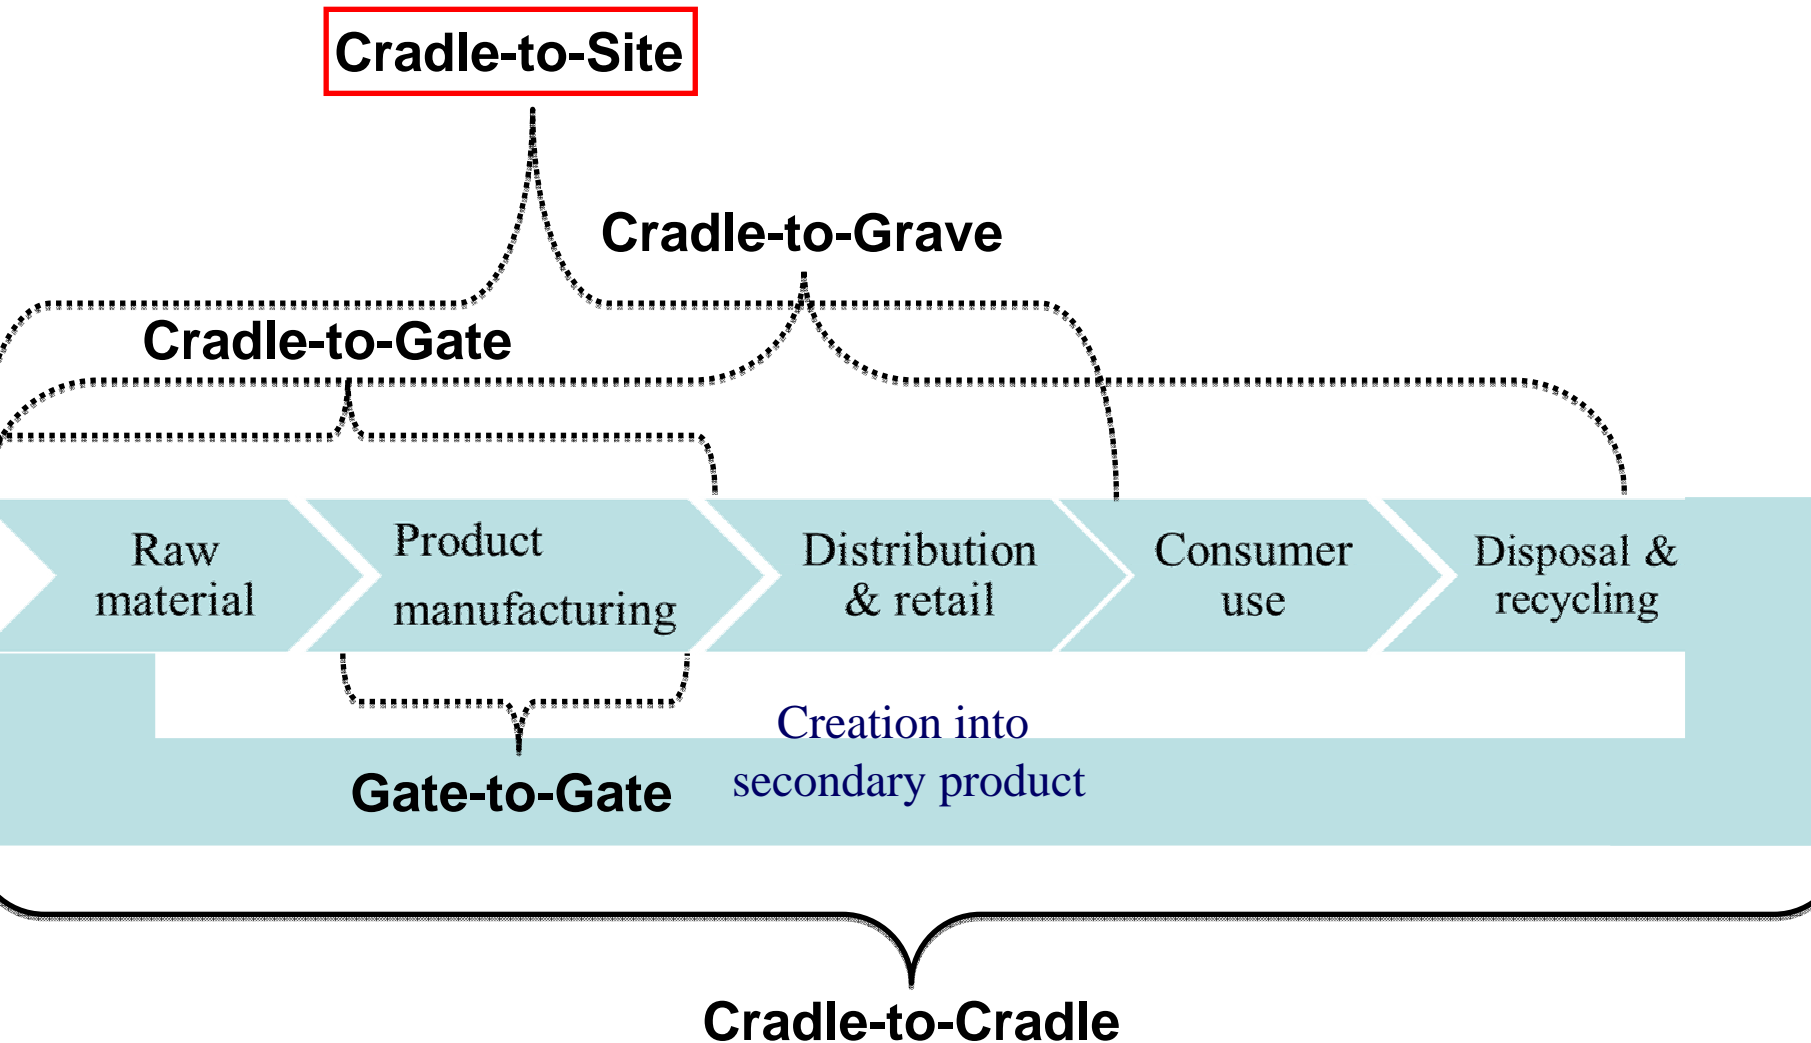 Cradle-to-Site
Cradle-to-Grave
Cradle-to-Gate
Raw
material
Product
manufacturing
Distribution
& retail
Consumer
use
Disposal &
recycling
Creation into
secondary product
Gate-to-Gate
Cradle-to-Cradle